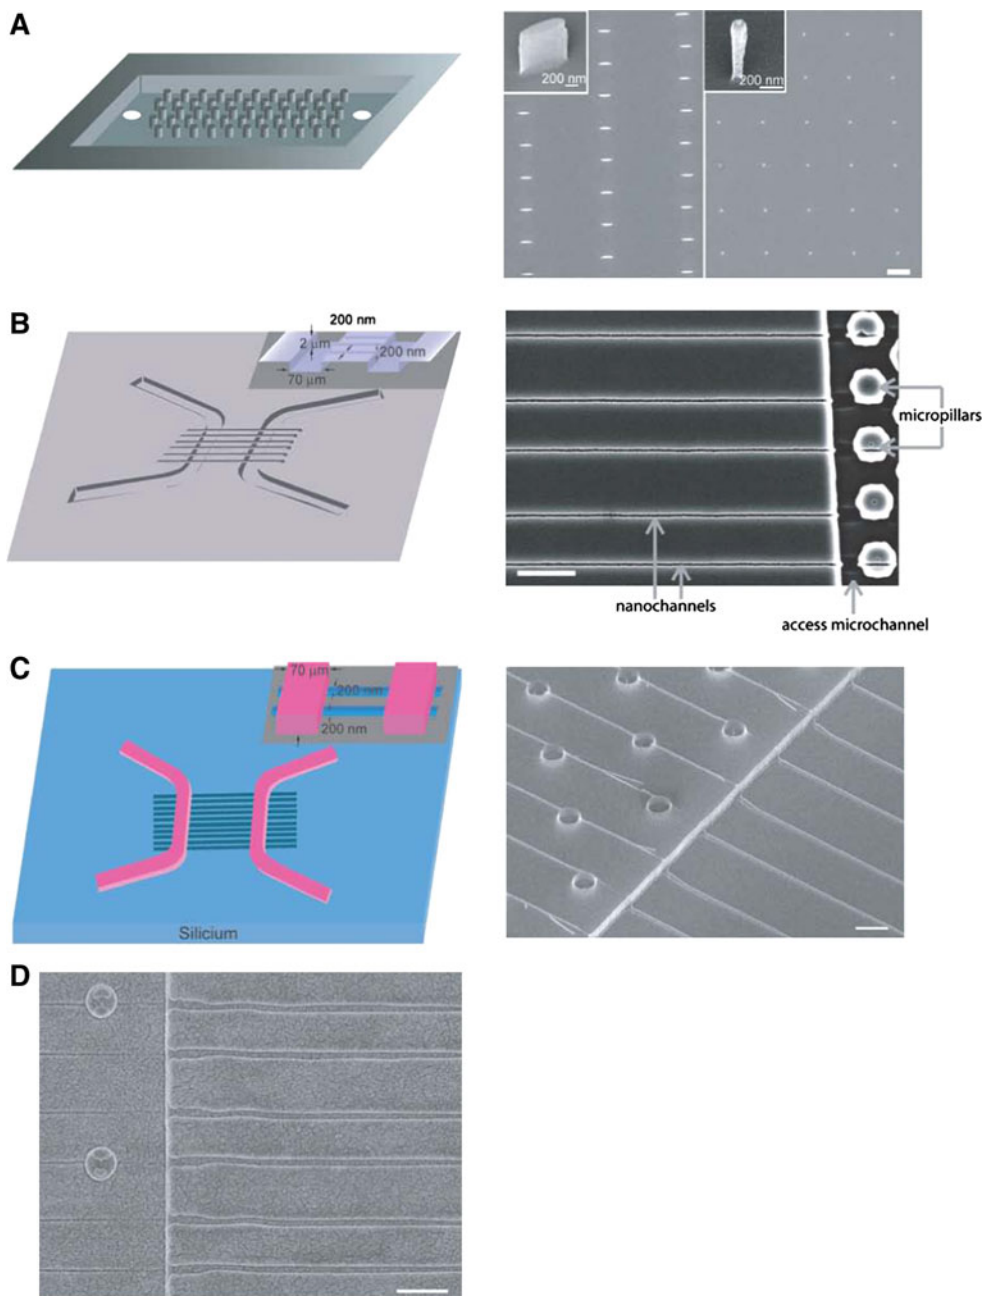 A
200 nm
200 nm
B
200 nm
2 μm
200 nm
70 μm
micropillars
nanochannels
access microchannel
C
70 μm
200 nm
200 nm
Silicium
D